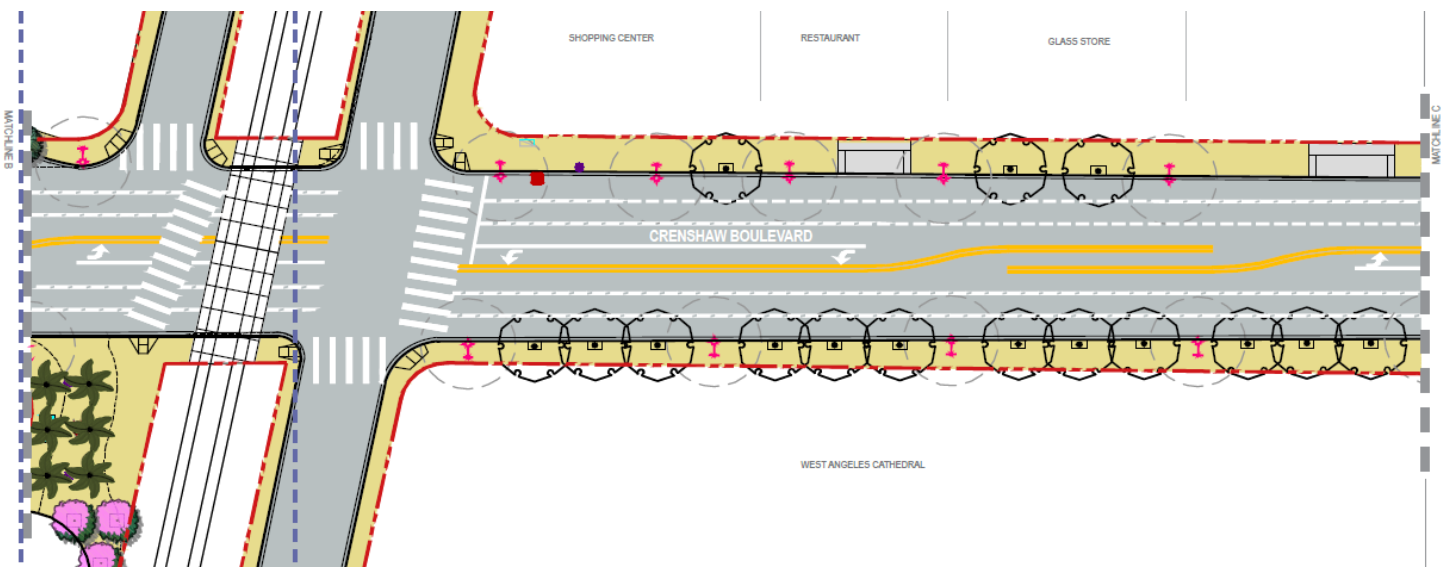 SHOPPING CENTER
RESTAURANT
GLASS STORE
MATCHLINE B
MATCHLINE C
CRENSHAW BOULEVARD
WEST ANGELES CATHEDRAL